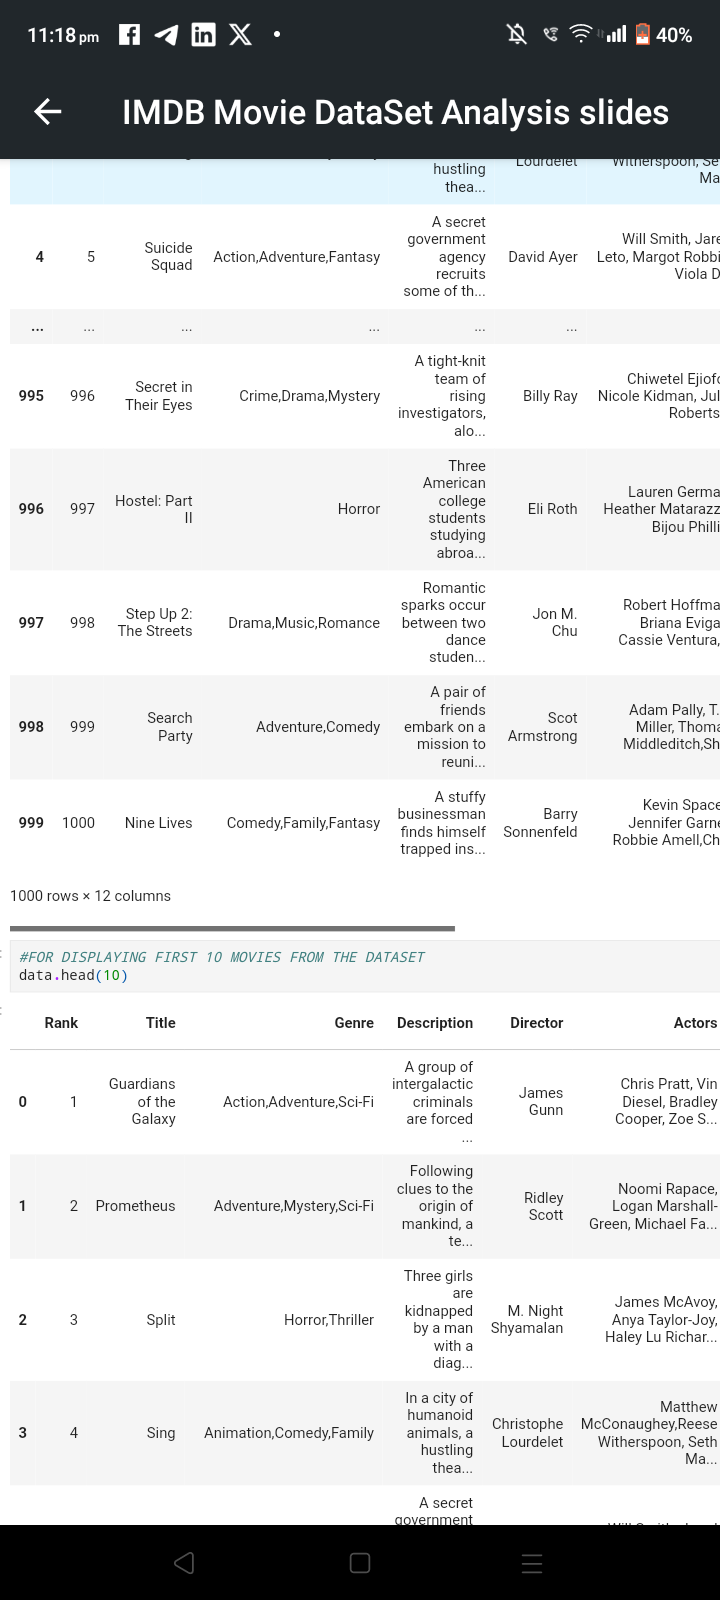 11:18 pm 40%
IMDB Movie DataSet Analysis slides
hustling Lourdelet Witherspoon, Se
thea... Ma
A secret
government
Suicide agency Will Smith, Jare
4 5 Squad Action,Adventure,Fantasy recruits David Ayer Leto, Margot Robbi
some of th... Viola D
... ... ... ... ... ...
A tight-knit
team of
995 996 Secret in Their Eyes Crime,Drama,Mystery rising Billy Ray Chiwetel Ejiofo
investigators, Nicole Kidman, Jul
alo... Roberts
Three
American
college
996 997 Hostel: Part II Horror students Eli Roth Lauren Germa
studying Heather Matarazz
abroa... Bijou Philli
Romantic
sparks occur
997 998 Step Up 2: The Streets Drama,Music,Romance between two Jon M. Chu Robert Hoffma
dance Briana Eviga
studen... Cassie Ventura,
A pair of
friends
998 999 Search Party Adventure,Comedy embark on a Scot Armstrong Adam Pally, T.
mission to Miller, Thoma
reuni... Middleditch,Sh
A stuffy
businessman
999 1000 Nine Lives Comedy,Family,Fantasy finds himself Barry Sonnenfeld Kevin Space
trapped ins... Jennifer Garne
Robbie Amell,Ch
1000 rows × 12 columns
#FOR DISPLAYING FIRST 10 MOVIES FROM THE DATASET
data.head(10)
Rank Title Genre Description Director Actors
A group of
intergalactic
0 1 Guardians of the Galaxy Action,Adventure,Sci-Fi criminals James Gunn Chris Pratt, Vin
are forced Diesel, Bradley
... Cooper, Zoe S...
Following
clues to the
1 2 Prometheus Adventure,Mystery,Sci-Fi origin of Ridley Scott Noomi Rapace,
mankind, a Logan Marshall-
te... Green, Michael Fa...
Three girls
are
kidnapped
2 3 Split Horror,Thriller by a man M. Night Shyamalan James McAvoy,
with a Anya Taylor-Joy,
diag... Haley Lu Richar...
In a city of
humanoid
3 4 Sing Animation,Comedy,Family animals, a Christophe Lourdelet Matthew
hustling McConaughey,Reese
thea... Witherspoon, Seth
Ma...
A secret
government